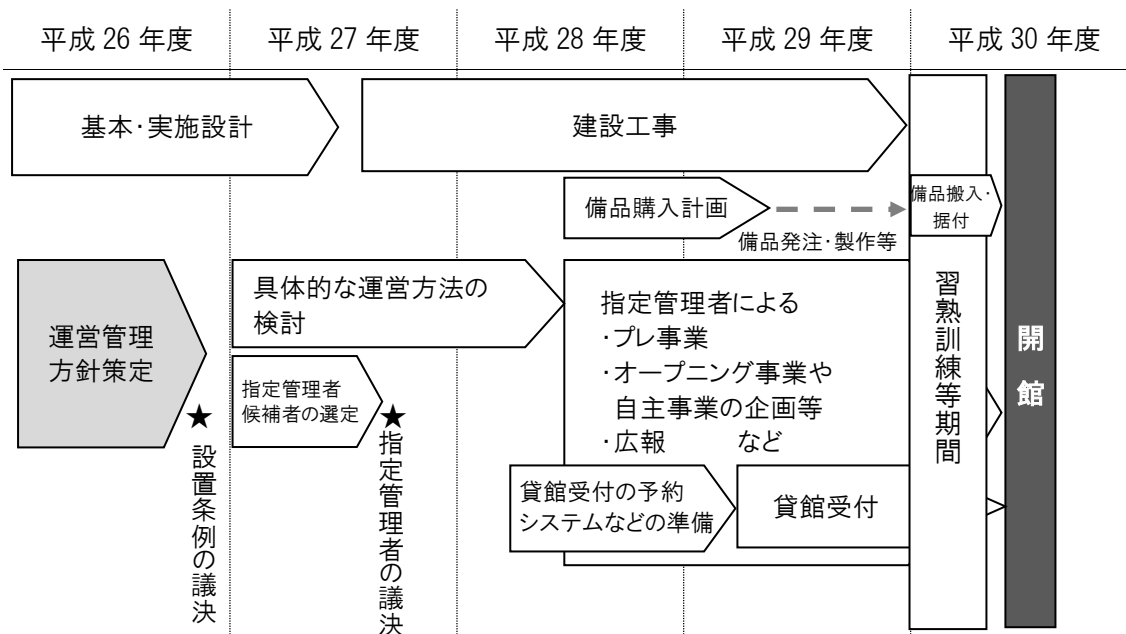 平成 26 年度
平成 27 年度
平成 28 年度
平成 29 年度
平成 30 年度
基本･実施設計
建設工事
備品購入計画
備品発注･製作等
備品搬入･
据付
運営管理
方針策定
具体的な運営方法の
検討
指定管理者
候補者の選定
★
設置条例の議決
★
指定管理者の議決
指定管理者による
･プレ事業
･オープニング事業や
自主事業の企画等
･広報 など
貸館受付の予約
システムなどの準備
貸館受付
習熟訓練等期間
開館